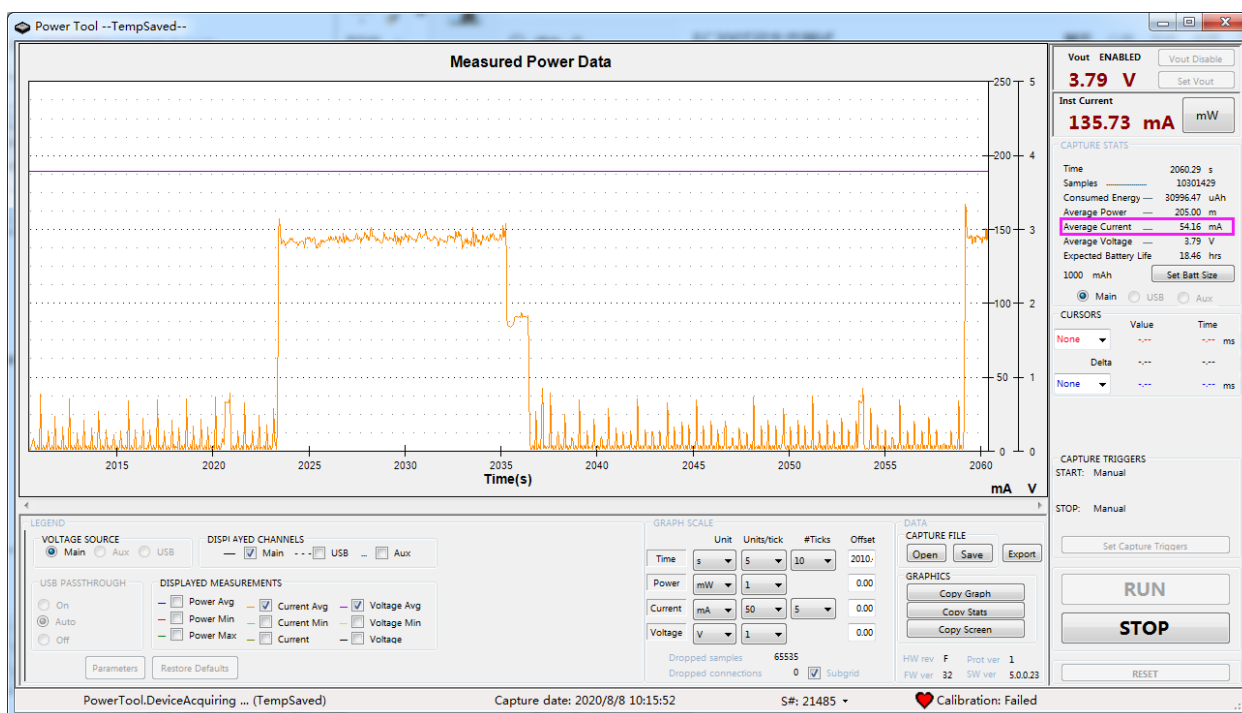 Power Tool --TempSaved--
Measured Power Data
250 5
200 4
150 3
100 2
50 1
0 0
2015 2020 2025 2030 2035 2040 2045 2050 2055 2060
Time(s)
mA V
Vout ENABLED Vout Disable
3.79 V Set Vout
Inst Current
135.73 mA mW
CAPTURE STATS
Time 2060.29 s
Samples 10301429
Consumed Energy 30996.47 uAh
Average Power 205.00 m
Average Current 54.16 mA
Average Voltage 3.79 V
Expected Battery Life 18.46 hrs
1000 mAh Set Batt Size
Main USB Aux
CURSORS
Value Time
None -.-- -.-- ms
Delta -.-- -.--
None -.-- -.-- ms
CAPTURE TRIGGERS
START: Manual
STOP: Manual
Set Capture Triggers
RUN
STOP
RESET
LEGEND
VOLTAGE SOURCE
Main Aux USB
DISPLAYED CHANNELS
Main USB Aux
USB PASSTHROUGH
On
Auto
Off
DISPLAYED MEASUREMENTS
Power Avg Current Avg Voltage Avg
Power Min Current Min Voltage Min
Power Max Current Voltage
Parameters Restore Defaults
GRAPH SCALE
Unit Units/tick #Ticks Offset
Time s 5 10 2010.
Power mW 1 0.00
Current mA 50 5 0.00
Voltage V 1 0.00
Dropped samples 65535
Dropped connections 0 Subgrid
DATA
CAPTURE FILE
Open Save Export
GRAPHICS
Copy Graph
Copy Stats
Copy Screen
HW rev F Prot ver 1
FW ver 32 SW ver 5.0.0.23
PowerTool.DeviceAcquiring ... (TempSaved) Capture date: 2020/8/8 10:15:52 S#: 21485 Calibration: Failed